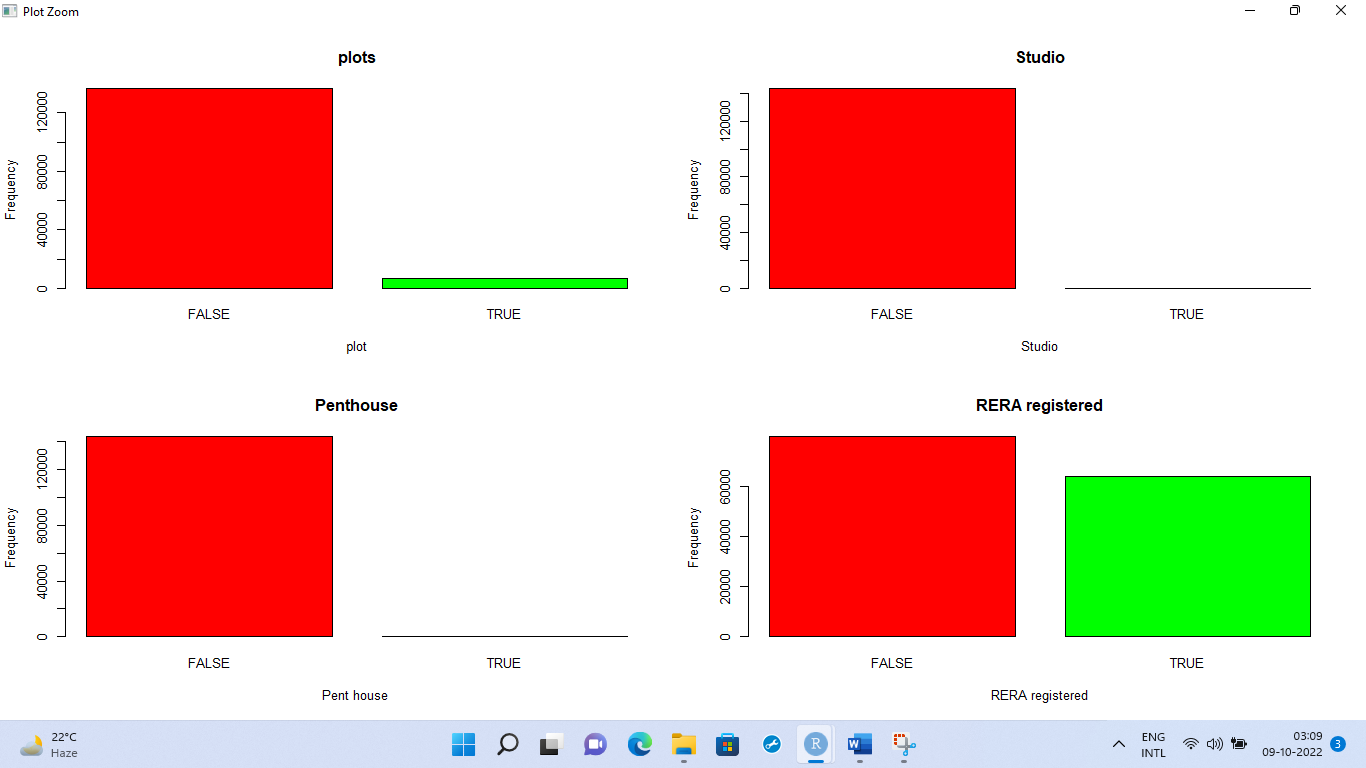 Plot Zoom
plots
Frequency
0
40000
80000
120000
FALSE
TRUE
plot
Studio
Frequency
0
40000
80000
120000
FALSE
TRUE
Studio
Penthouse
Frequency
0
40000
80000
120000
FALSE
TRUE
Pent house
RERA registered
Frequency
0
20000
40000
60000
FALSE
TRUE
RERA registered
22°C
Haze
R
W
ENG
INTL
03:09
09-10-2022
3